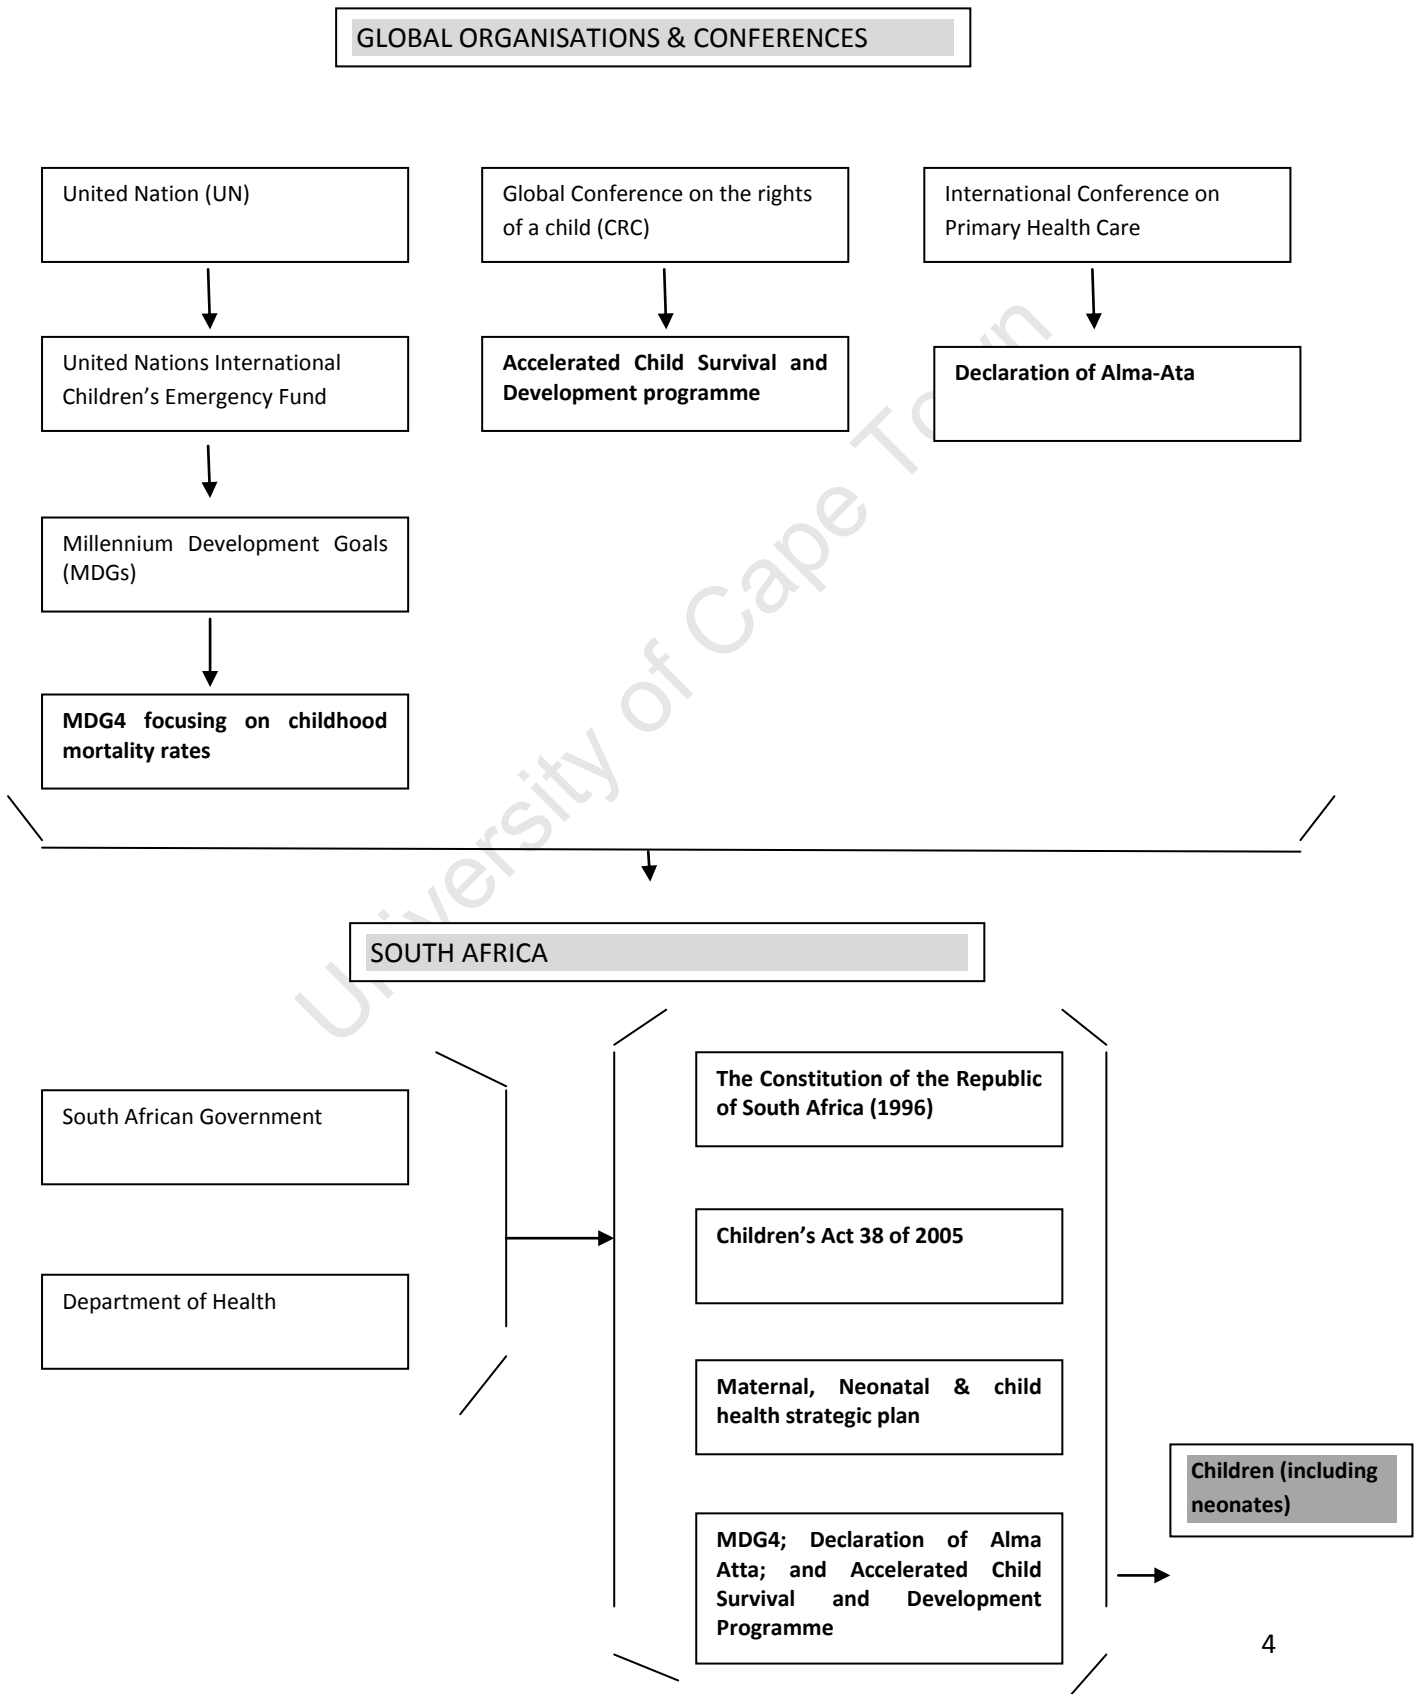 GLOBAL ORGANISATIONS & CONFERENCES
United Nation (UN)
Global Conference on the rights
of a child (CRC)
International Conference on
Primary Health Care
United Nations International
Children’s Emergency Fund
Accelerated Child Survival and
Development programme
Declaration of Alma-Ata
Millennium Development Goals
(MDGs)
MDG4 focusing on childhood
mortality rates
University of Cape Town
SOUTH AFRICA
South African Government
Department of Health
The Constitution of the Republic
of South Africa (1996)
Children’s Act 38 of 2005
Maternal, Neonatal & child
health strategic plan
MDG4; Declaration of Alma
Atta; and Accelerated Child
Survival and Development
Programme
Children (including
neonates)
4